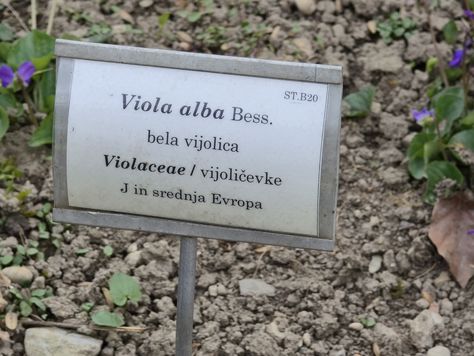 ST.B20
Viola alba Bess.
bela vijolica
Violaceae / vijoličevke
J in srednja Evropa